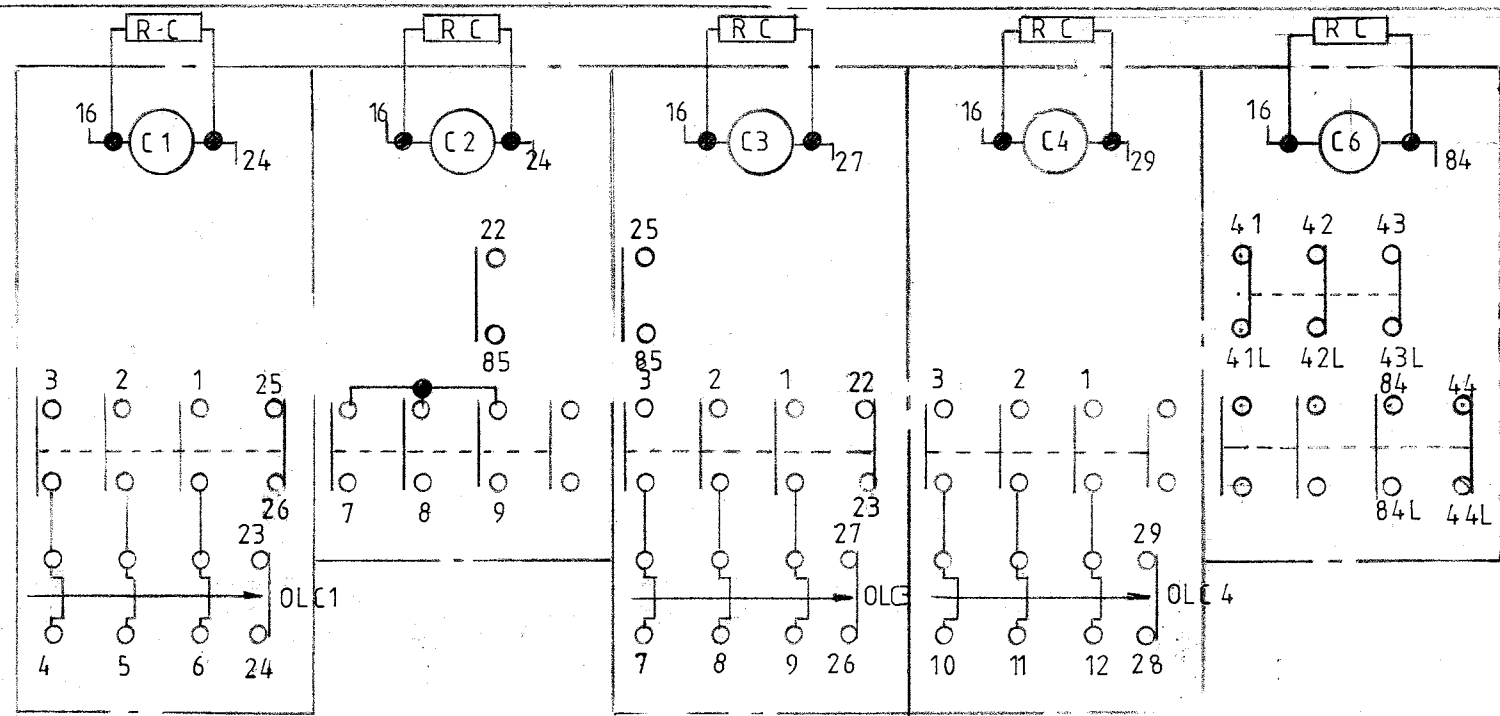 R-C R C R C R C R C
16 C1 24 16 C2 24 16 C3 27 16 C4 29 16 C6 84
22 25 41 42 43
85 85 41L 42L 43L
3 2 1 25 3 2 1 22 3 2 1 84 44
26 7 8 9 23 84L 44L
23 27 29
OLC1 OLC3 OLC4
4 5 6 24 7 8 9 26 10 11 12 28